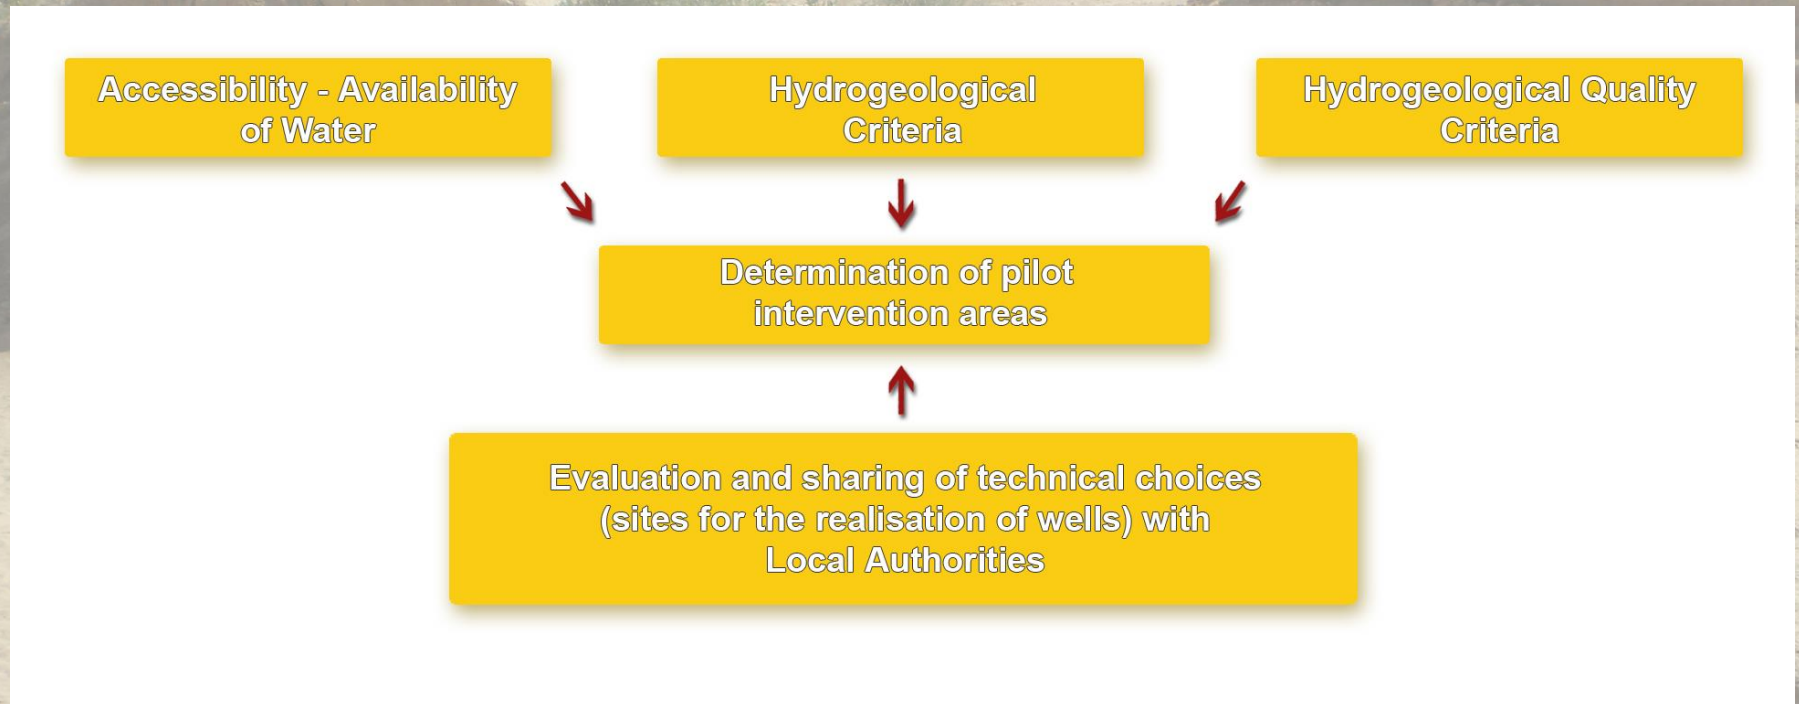 Accessibility - Availability
of Water
Hydrogeological
Criteria
Hydrogeological Quality
Criteria
Determination of pilot
intervention areas
Evaluation and sharing of technical choices
(sites for the realisation of wells) with
Local Authorities